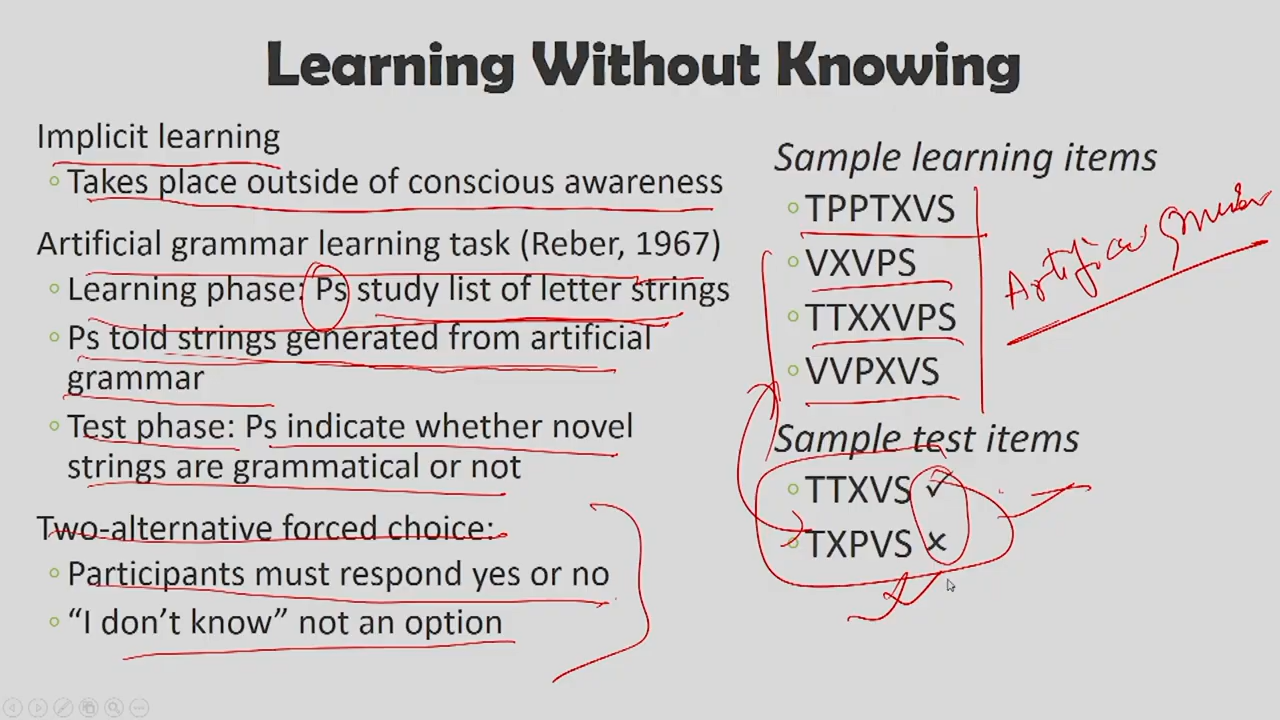 Learning Without Knowing
Implicit learning
Takes place outside of conscious awareness
Artificial grammar learning task (Reber, 1967)
Learning phase: Ps study list of letter strings
Ps told strings generated from artificial
grammar
Test phase: Ps indicate whether novel
strings are grammatical or not
Two-alternative forced choice:
Participants must respond yes or no
“I don’t know” not an option
Sample learning items
TPPTXVS
VXVPS
TTXXVPS
VVPXVS
Sample test items
TTXVS ✓
TXPVS ×
Artificial